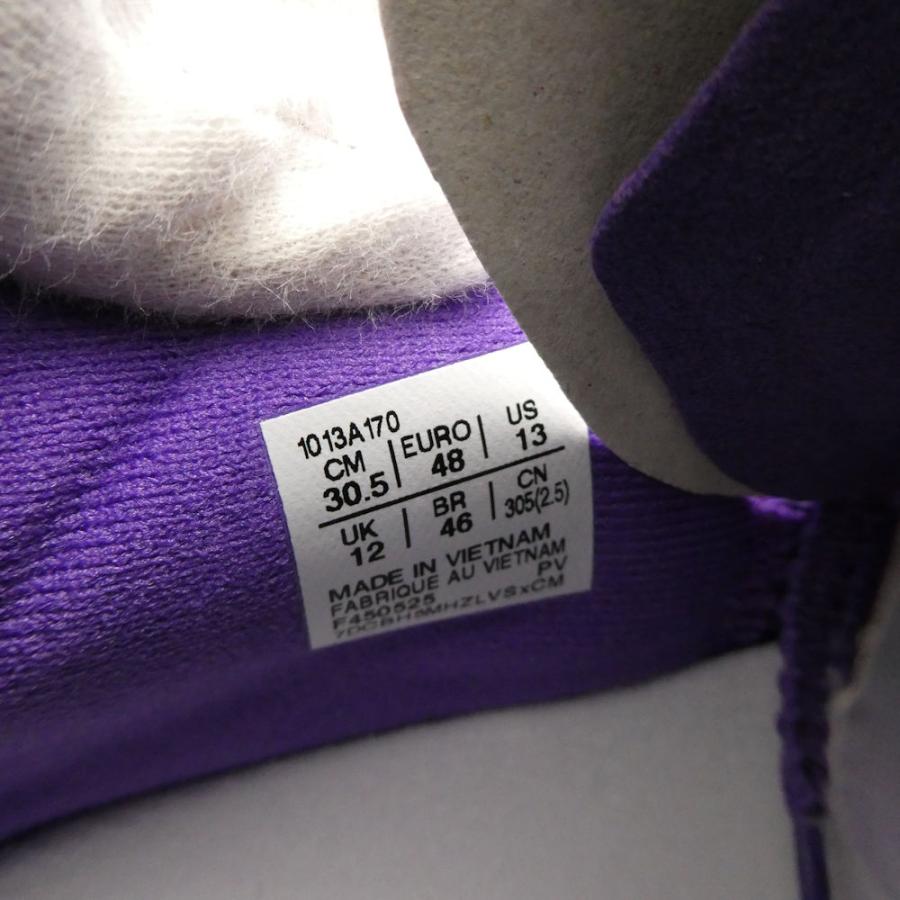 1013A170
CM | EURO | US
30.5 | 48 | 13
UK | BR | CN
12 | 46 | 305(2.5)
MADE IN VIETNAM
FABRIQUE AU VIETNAM
F450525 PV
7DCBH5MHZLVSxCM